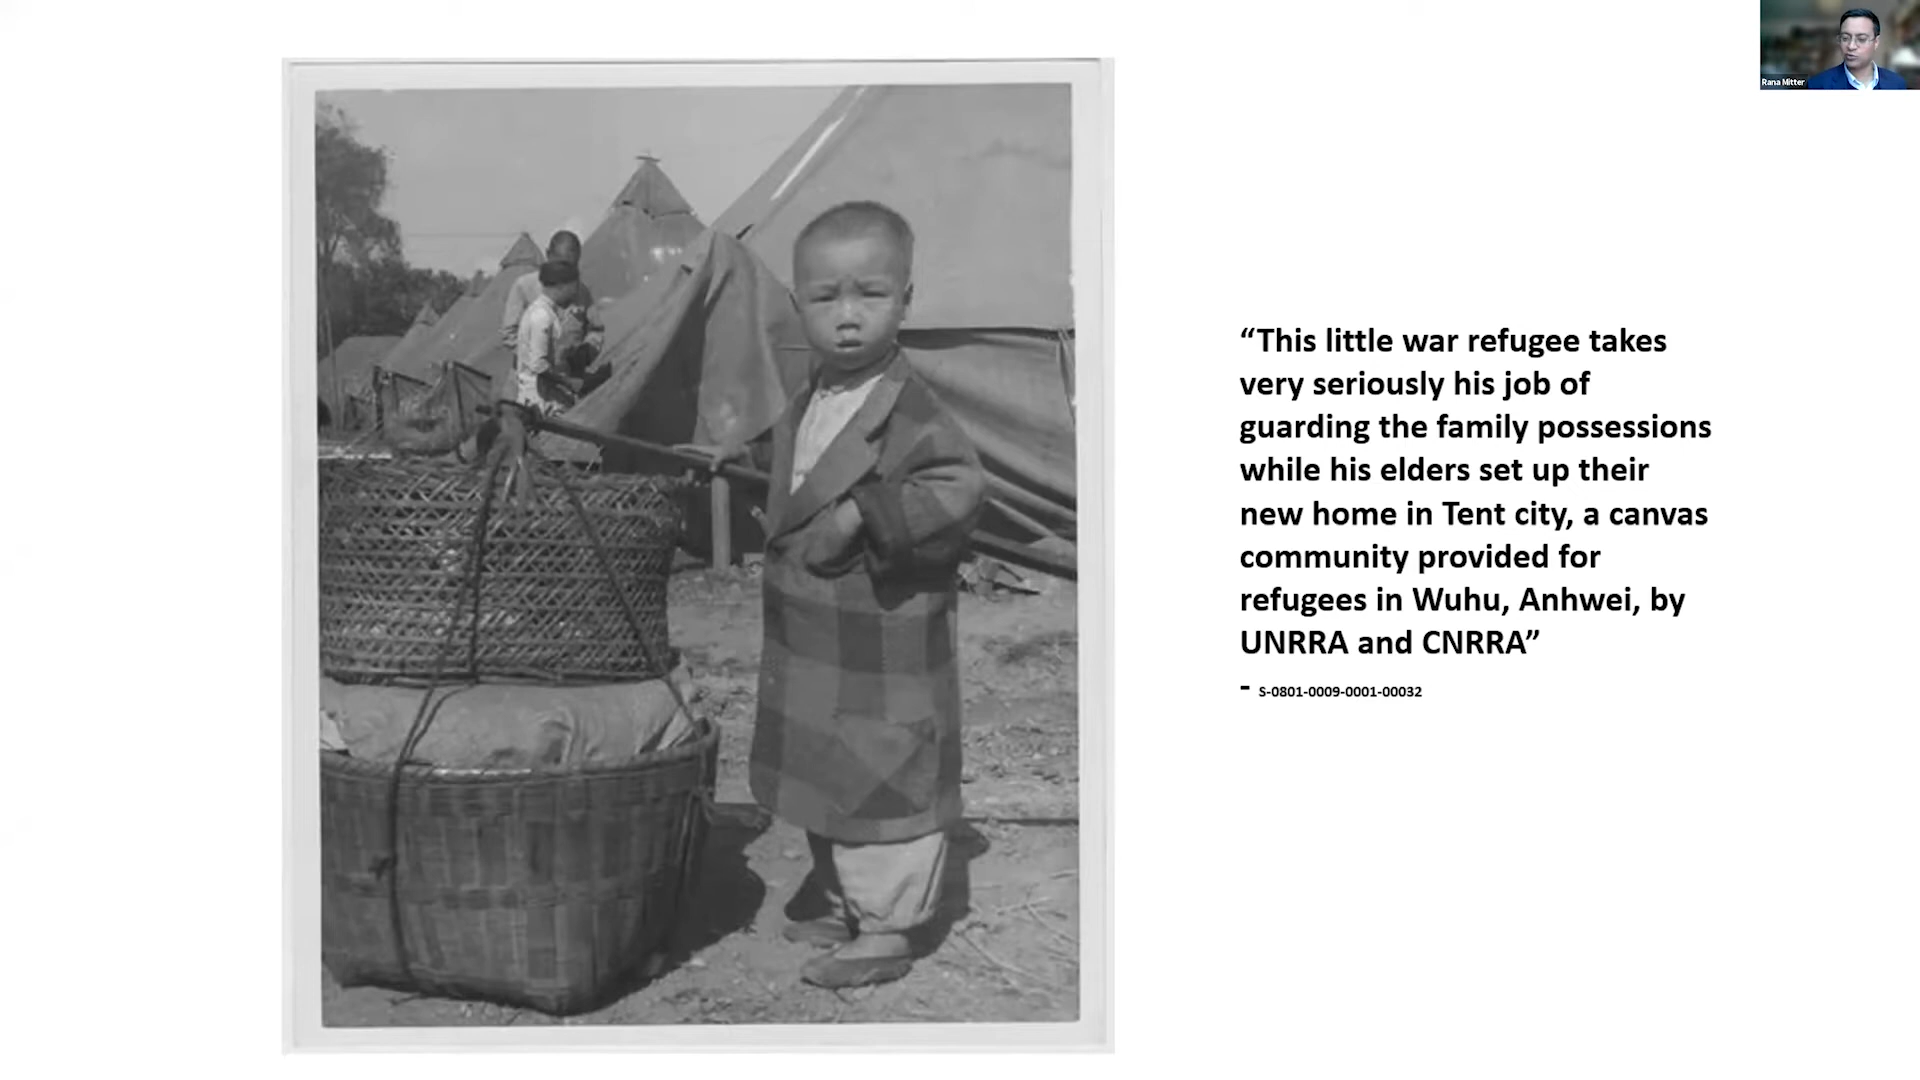 Rana Mitter
“This little war refugee takes
very seriously his job of
guarding the family possessions
while his elders set up their
new home in Tent city, a canvas
community provided for
refugees in Wuhu, Anhwei, by
UNRRA and CNRRA”
- S-0801-0009-0001-00032